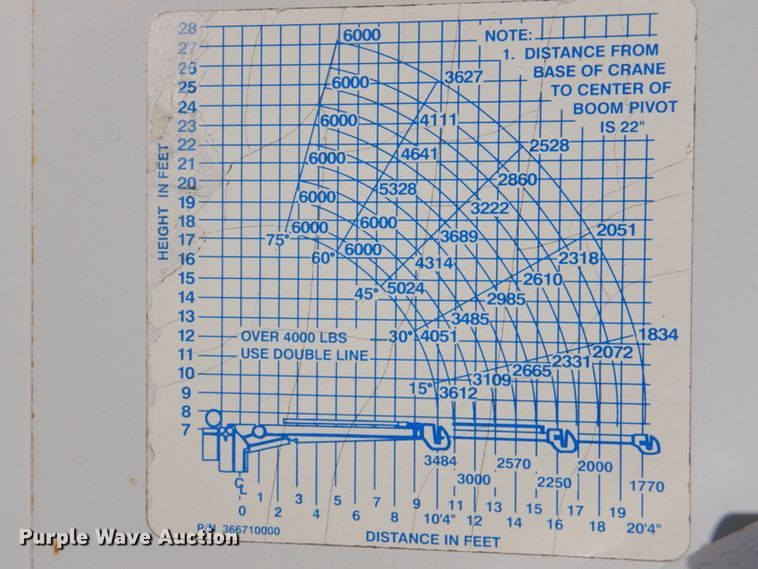 NOTE:
1. DISTANCE FROM
BASE OF CRANE
TO CENTER OF
BOOM PIVOT
IS 22"
HEIGHT IN FEET
28
27
26
25
24
23
22
21
20
19
18
17
16
15
14
13
12
11
10
9
8
7
6000 3627 2528 2051 1834
6000 4111 2860 2318 2072
6000 4641 3222 2610 2331
6000 5328 3689 2985 2665
6000 6000 4314 3485 3109
6000 6000 5024 4051 3612
75°
60°
45°
30°
15°
OVER 4000 LBS
USE DOUBLE LINE
3484 3000 2570 2250 2000 1770
CL
0 1 2 3 4 5 6 7 8 9 10'4" 11 12 13 14 15 16 17 18 19 20'4"
P/N 366710000
DISTANCE IN FEET
Purple Wave Auction